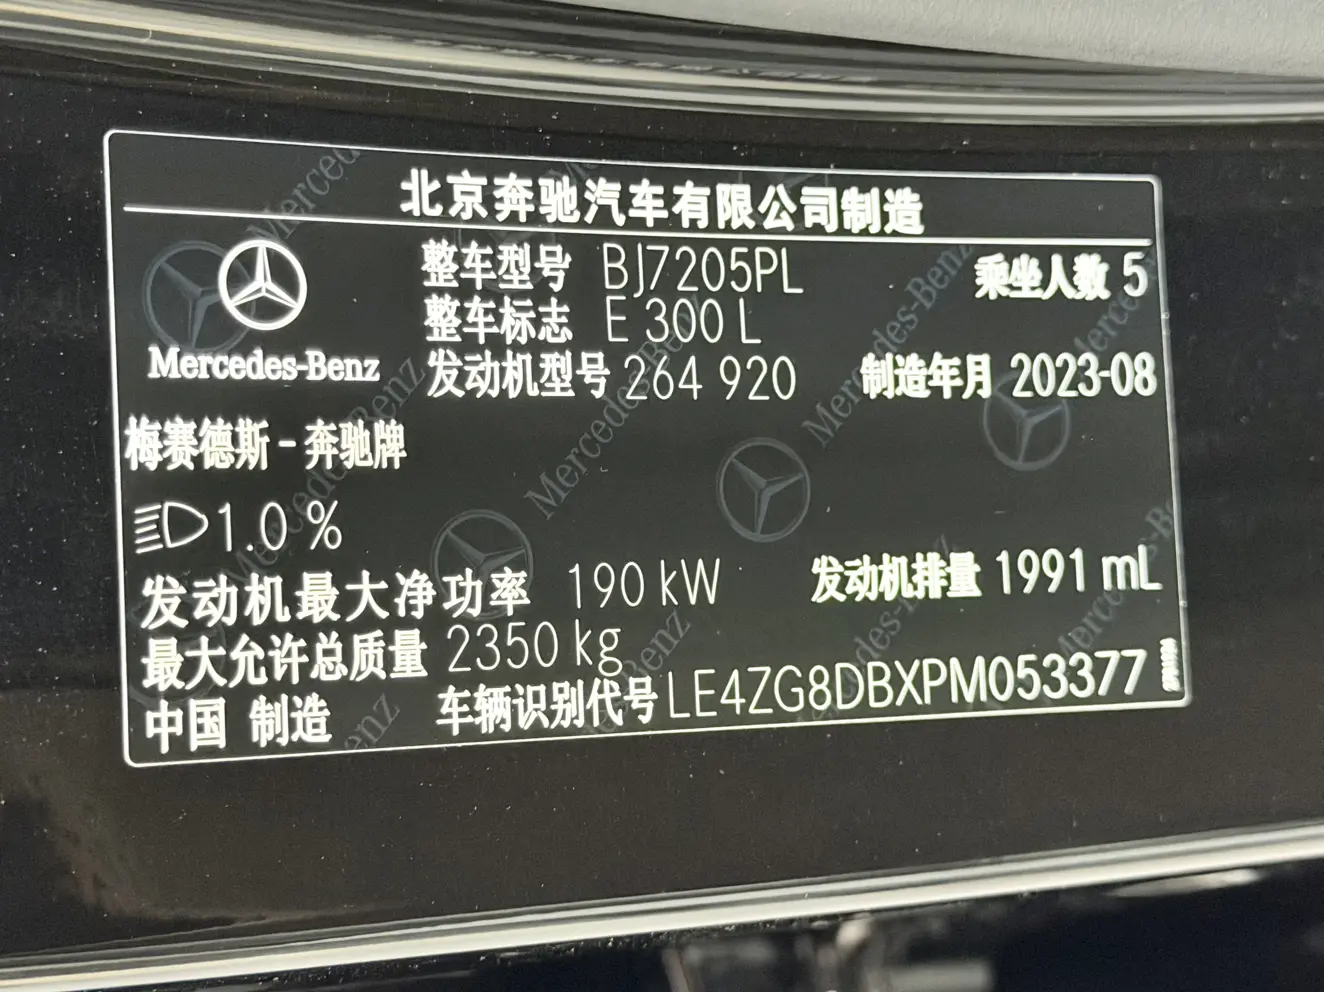 北京奔驰汽车有限公司制造
整车型号 BJ7205PL 乘坐人数 5
整车标志 E 300 L
Mercedes-Benz
发动机型号 264 920 制造年月 2023-08
梅赛德斯-奔驰牌
1.0 %
发动机最大净功率 190 kW 发动机排量 1991 mL
最大允许总质量 2350 kg
中国 制造 车辆识别代号 LE4ZG8DBXPM053377